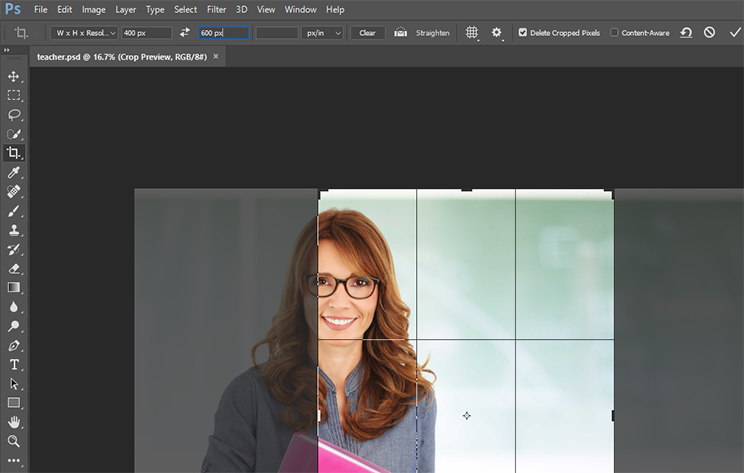 Ps File Edit Image Layer Type Select Filter 3D View Window Help
W x H x Resol... 400 px 600 px px/in Clear Straighten Delete Cropped Pixels Content-Aware
teacher.psd @ 16.7% (Crop Preview, RGB/8#) ×
T